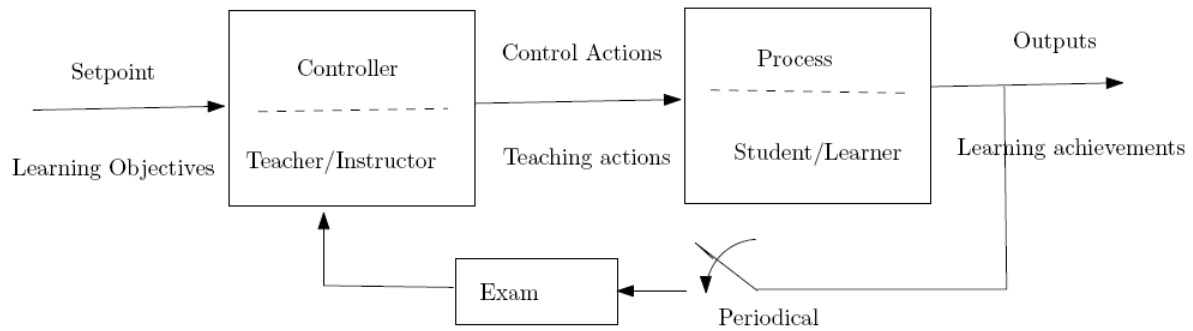 Setpoint
Learning Objectives
Controller
Teacher/Instructor
Control Actions
Teaching actions
Process
Student/Learner
Outputs
Learning achievements
Exam
Periodical